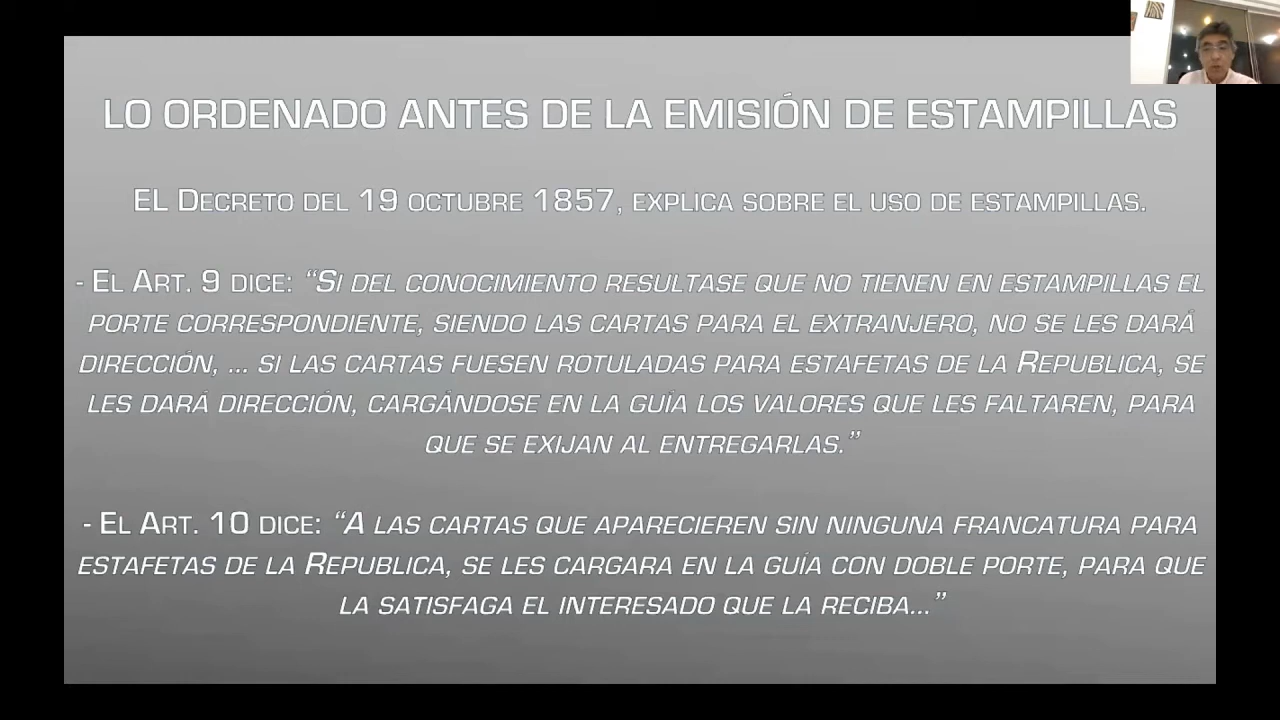 LO ORDENADO ANTES DE LA EMISIÓN DE ESTAMPILLAS
EL DECRETO DEL 19 OCTUBRE 1857, EXPLICA SOBRE EL USO DE ESTAMPILLAS.
- EL ART. 9 DICE: “SI DEL CONOCIMIENTO RESULTASE QUE NO TIENEN EN ESTAMPILLAS EL
PORTE CORRESPONDIENTE, SIENDO LAS CARTAS PARA EL EXTRANJERO, NO SE LES DARÁ
DIRECCIÓN, ... SI LAS CARTAS FUESEN ROTULADAS PARA ESTAFETAS DE LA REPUBLICA, SE
LES DARÁ DIRECCIÓN, CARGÁNDOSE EN LA GUÍA LOS VALORES QUE LES FALTAREN, PARA
QUE SE EXIJAN AL ENTREGARLAS.”
- EL ART. 10 DICE: “A LAS CARTAS QUE APARECIEREN SIN NINGUNA FRANCATURA PARA
ESTAFETAS DE LA REPUBLICA, SE LES CARGARA EN LA GUÍA CON DOBLE PORTE, PARA QUE
LA SATISFAGA EL INTERESADO QUE LA RECIBA...”